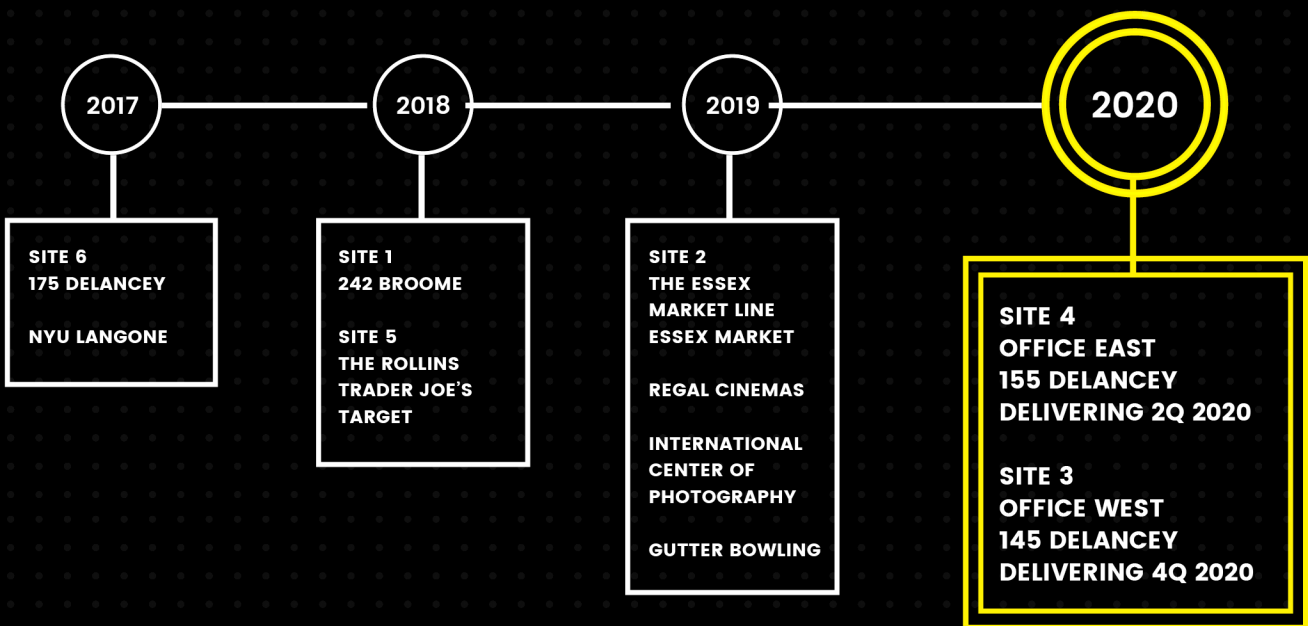 2017
2018
2019
2020
SITE 6
175 DELANCEY
NYU LANGONE
SITE 1
242 BROOME
SITE 5
THE ROLLINS
TRADER JOE'S
TARGET
SITE 2
THE ESSEX
MARKET LINE
ESSEX MARKET
REGAL CINEMAS
INTERNATIONAL
CENTER OF
PHOTOGRAPHY
GUTTER BOWLING
SITE 4
OFFICE EAST
155 DELANCEY
DELIVERING 2Q 2020
SITE 3
OFFICE WEST
145 DELANCEY
DELIVERING 4Q 2020